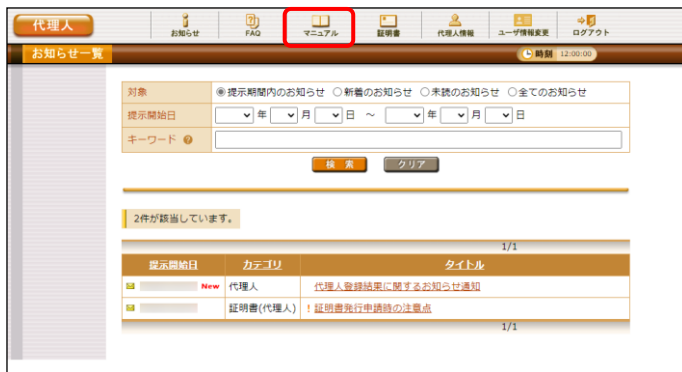 代理人
お知らせ FAQ マニュアル 証明書 代理人情報 ユーザ情報変更 ログアウト
お知らせ一覧 時刻 12:00:00
対象 提示期間内のお知らせ 新着のお知らせ 未読のお知らせ 全てのお知らせ
提示開始日 年 月 日 ～ 年 月 日
キーワード ?
検 索 クリア
2件が該当しています。
1/1
提示開始日 カテゴリ タイトル
New 代理人 代理人登録結果に関するお知らせ通知
証明書(代理人) ! 証明書発行申請時の注意点
1/1